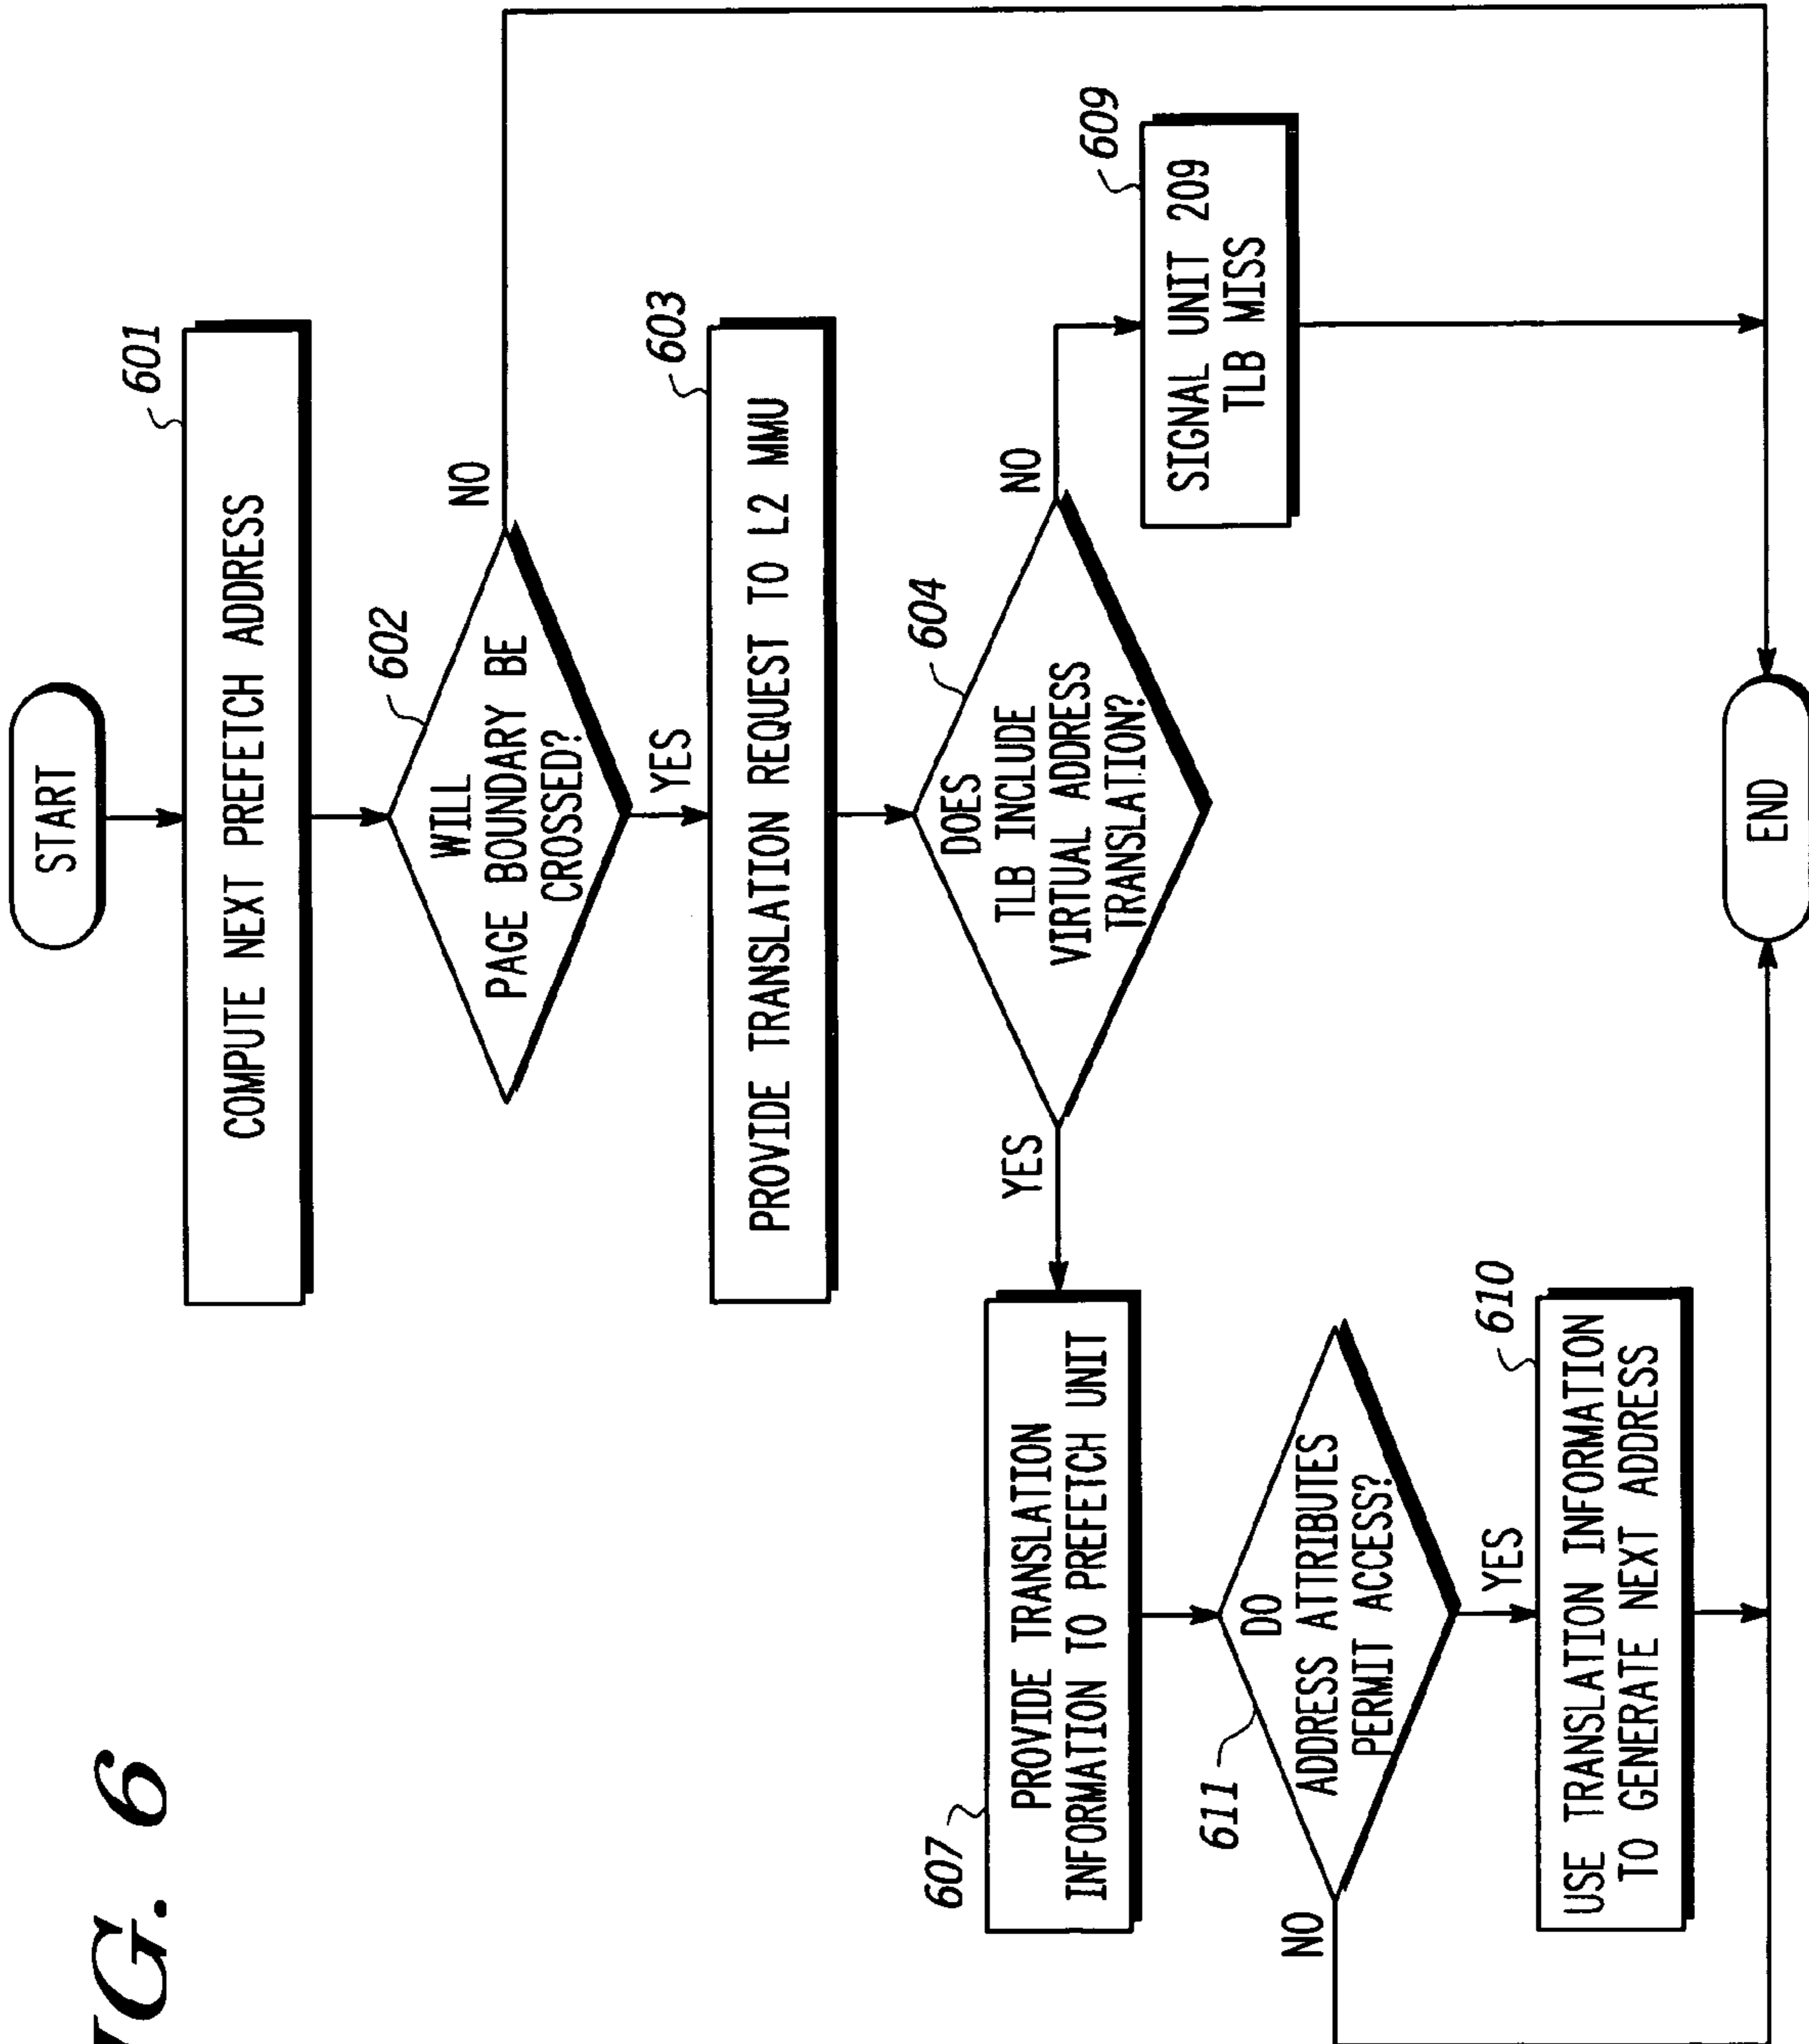 IG. 6
START
601
COMPUTE NEXT PREFETCH ADDRESS
602
WILL
PAGE BOUNDARY BE
CROSSED?
NO
YES
603
PROVIDE TRANSLATION REQUEST TO L2 MMU
604
DOES
TLB INCLUDE
VIRTUAL ADDRESS
TRANSLATION?
YES
NO
607
PROVIDE TRANSLATION
INFORMATION TO PREFETCH UNIT
609
SIGNAL UNIT 209
TLB MISS
611
DO
ADDRESS ATTRIBUTES
PERMIT ACCESS?
NO
YES
610
USE TRANSLATION INFORMATION
TO GENERATE NEXT ADDRESS
END